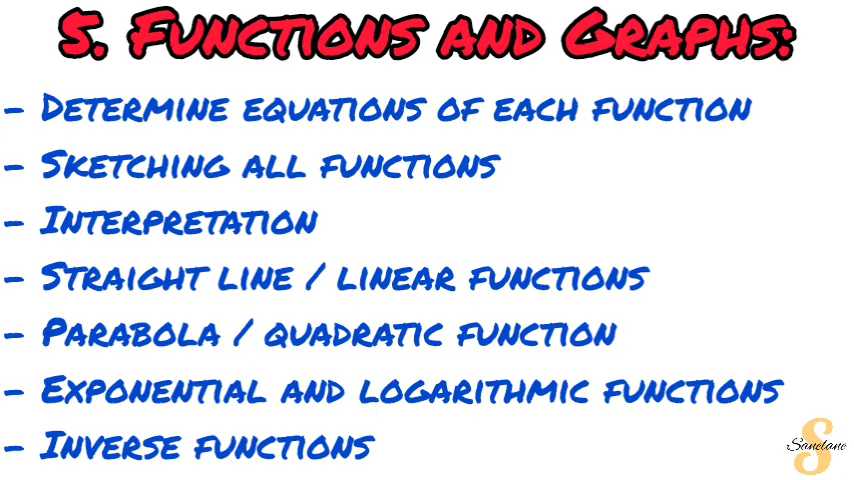 5. Functions and Graphs:
- Determine equations of each function
- Sketching all functions
- Interpretation
- Straight line / linear functions
- Parabola / quadratic function
- Exponential and logarithmic functions
- Inverse functions
S
Sanelane